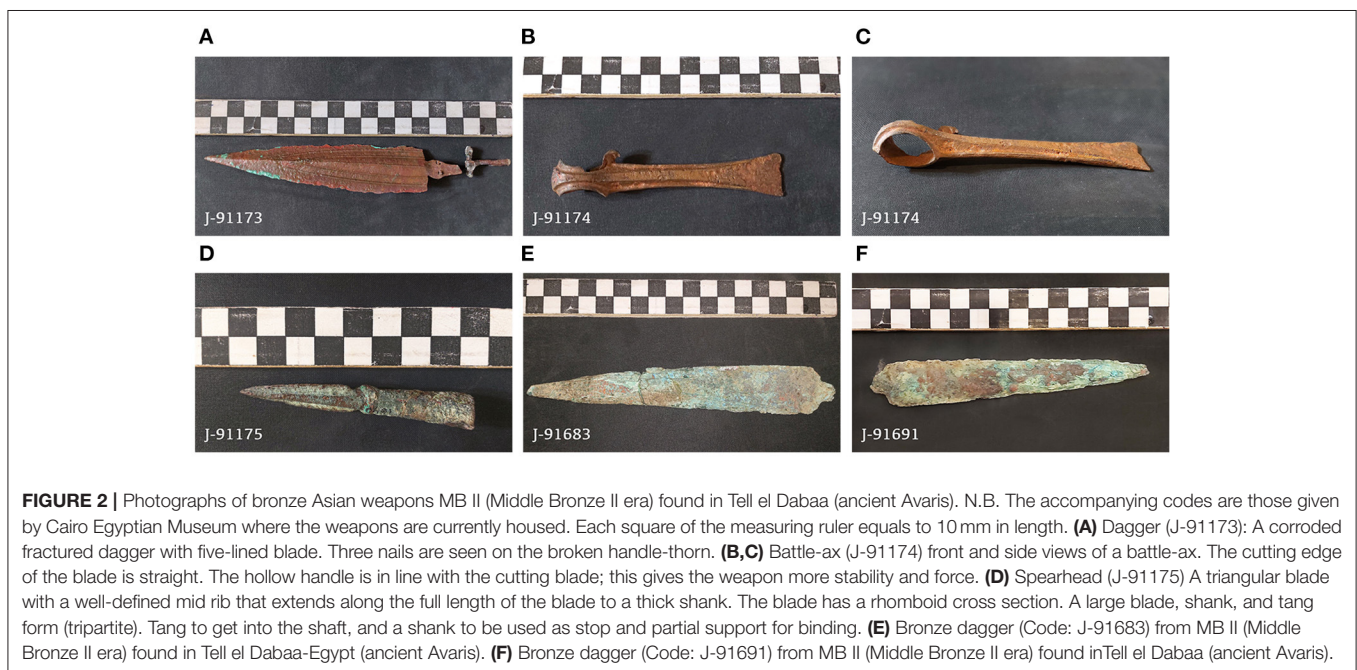 A
B
C
J-91173
J-91174
J-91174
D
E
F
J-91175
J-91683
J-91691
FIGURE 2 | Photographs of bronze Asian weapons MB II (Middle Bronze II era) found in Tell el Dabaa (ancient Avaris). N.B. The accompanying codes are those given
by Cairo Egyptian Museum where the weapons are currently housed. Each square of the measuring ruler equals to 10 mm in length. (A) Dagger (J-91173): A corroded
fractured dagger with five-lined blade. Three nails are seen on the broken handle-thorn. (B,C) Battle-ax (J-91174) front and side views of a battle-ax. The cutting edge
of the blade is straight. The hollow handle is in line with the cutting blade; this gives the weapon more stability and force. (D) Spearhead (J-91175) A triangular blade
with a well-defined mid rib that extends along the full length of the blade to a thick shank. The blade has a rhomboid cross section. A large blade, shank, and tang
form (tripartite). Tang to get into the shaft, and a shank to be used as stop and partial support for binding. (E) Bronze dagger (Code: J-91683) from MB II (Middle
Bronze II era) found in Tell el Dabaa-Egypt (ancient Avaris). (F) Bronze dagger (Code: J-91691) from MB II (Middle Bronze II era) found inTell el Dabaa (ancient Avaris).